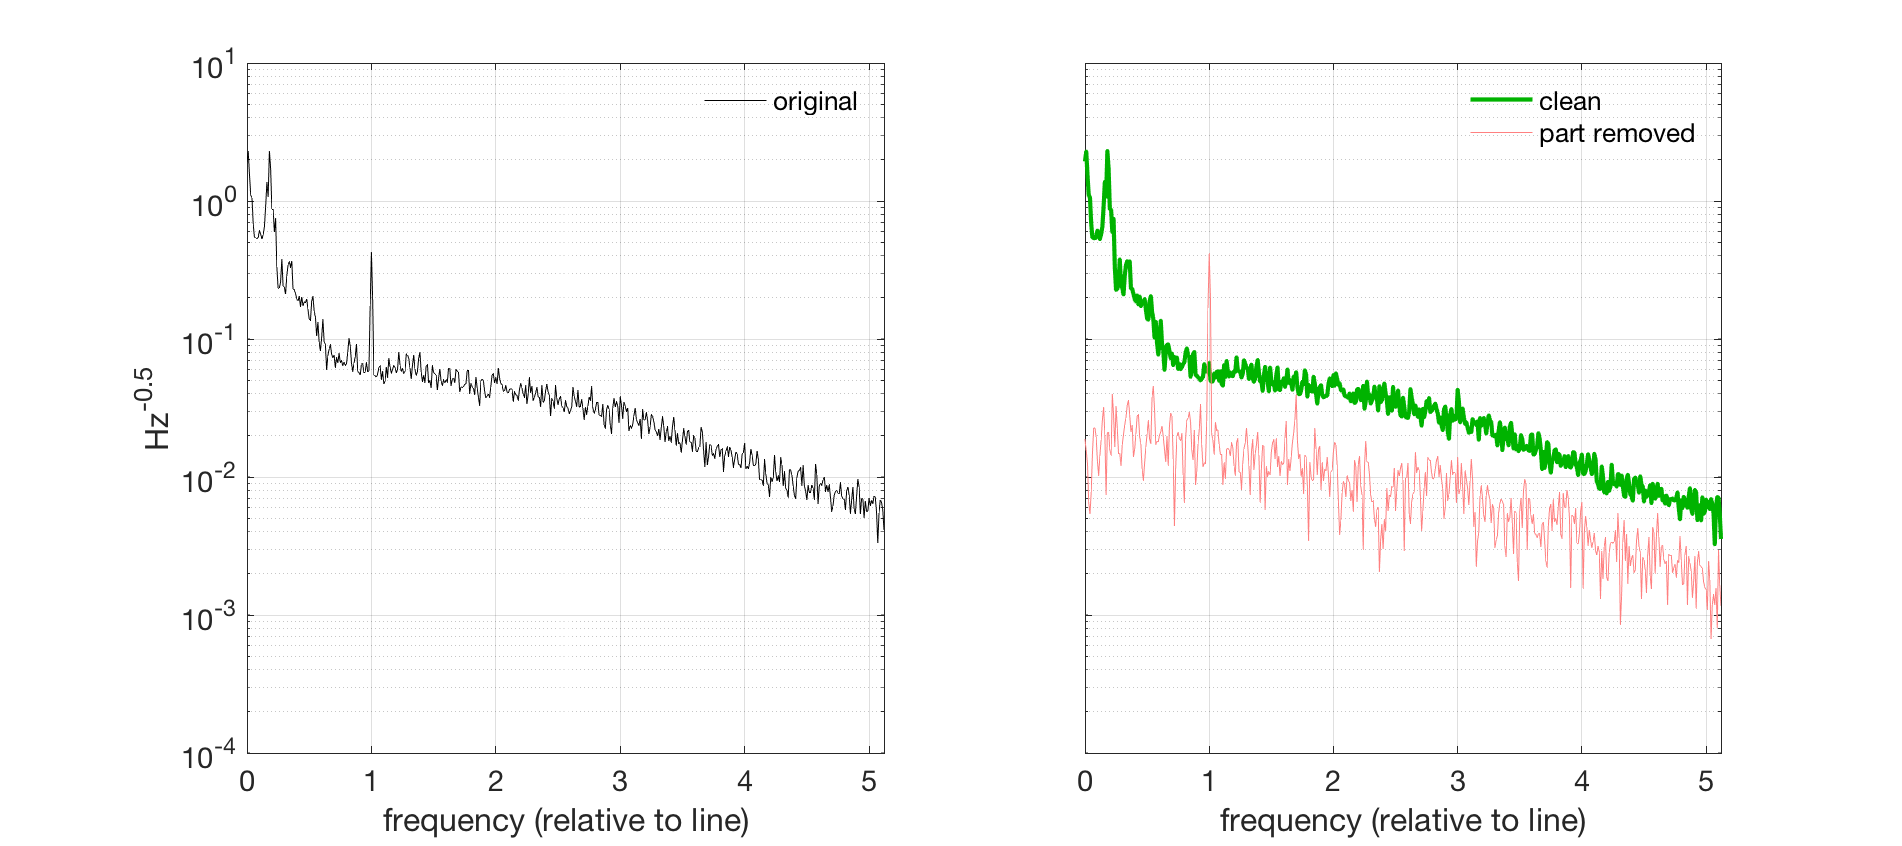 10^1
10^0
10^-1
10^-2
10^-3
10^-4
Hz^-0.5
original
0 1 2 3 4 5
frequency (relative to line)
clean
part removed
0 1 2 3 4 5
frequency (relative to line)